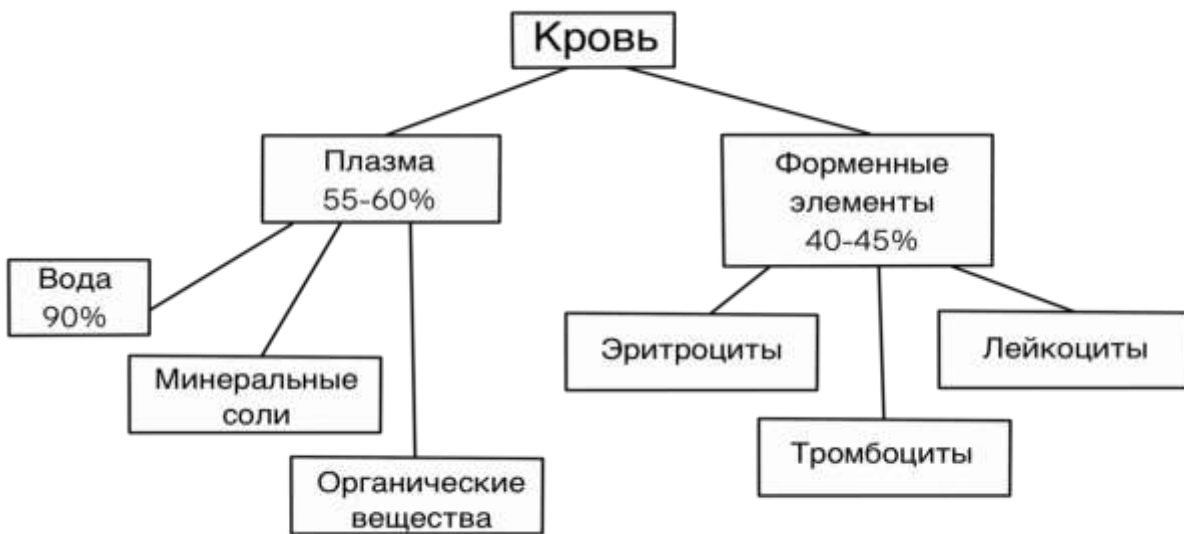 Кровь
Плазма
55-60%
Форменные
элементы
40-45%
Вода
90%
Минеральные
соли
Органические
вещества
Эритроциты
Тромбоциты
Лейкоциты